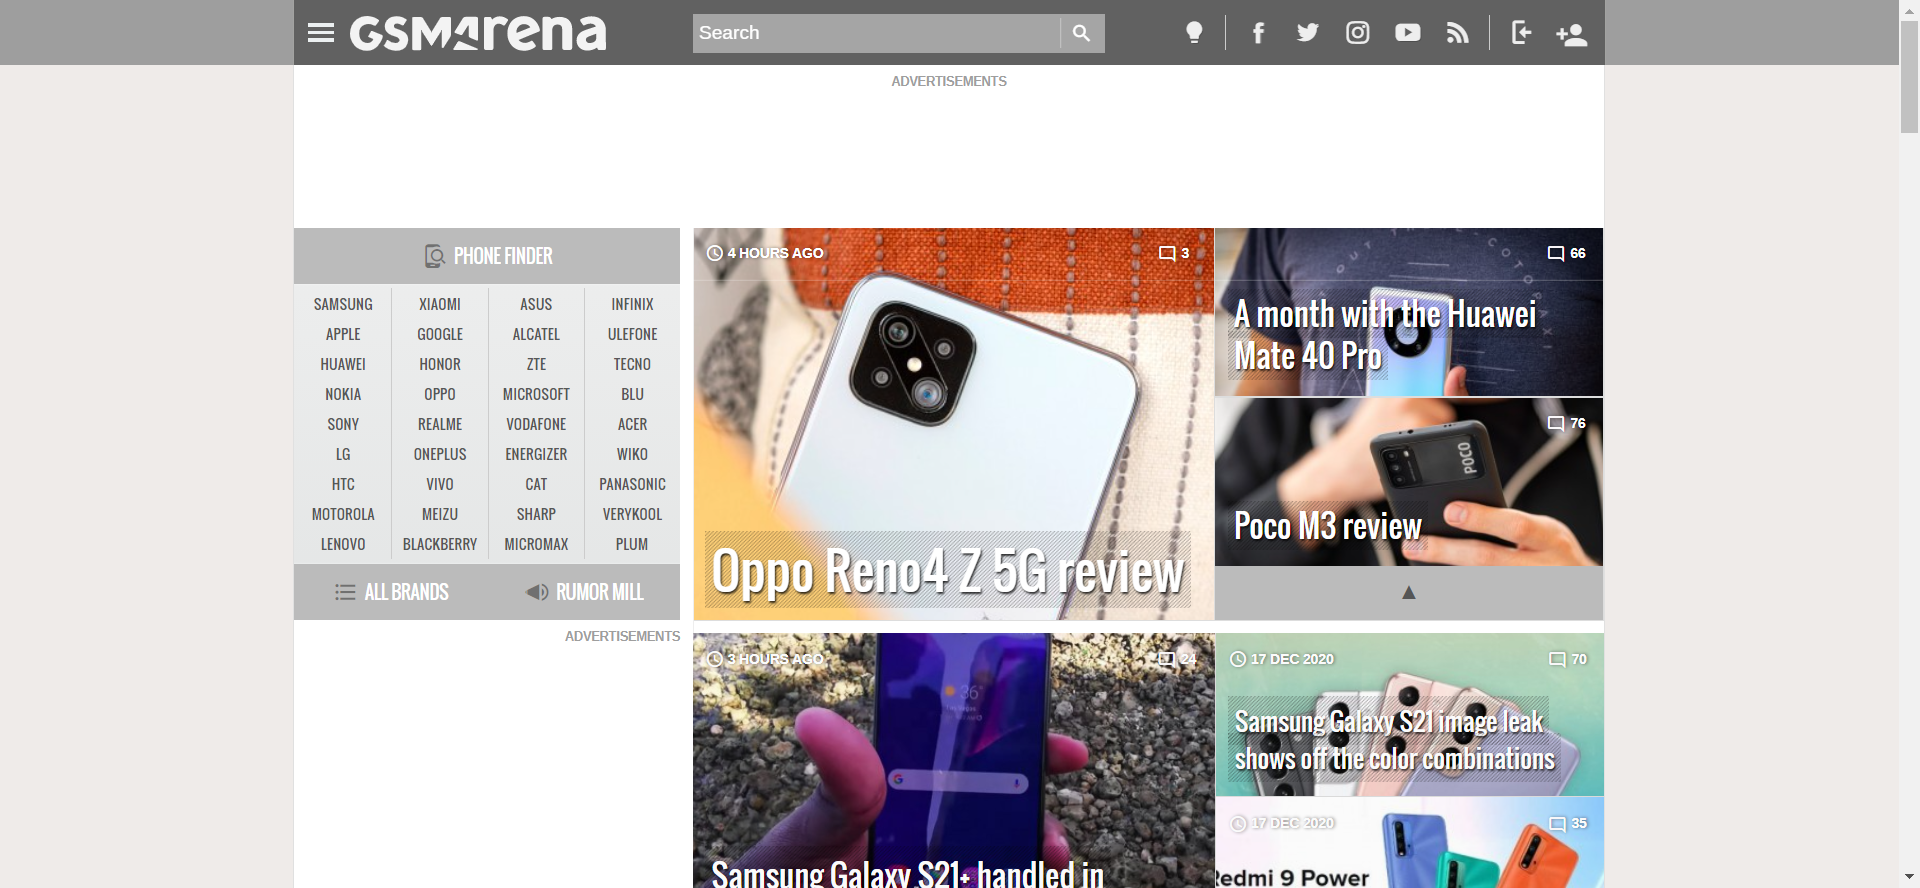 GSMArena
Search
ADVERTISEMENTS
PHONE FINDER
SAMSUNG XIAOMI ASUS INFINIX
APPLE GOOGLE ALCATEL ULEFONE
HUAWEI HONOR ZTE TECNO
NOKIA OPPO MICROSOFT BLU
SONY REALME VODAFONE ACER
LG ONEPLUS ENERGIZER WIKO
HTC VIVO CAT PANASONIC
MOTOROLA MEIZU SHARP VERYKOOL
LENOVO BLACKBERRY MICROMAX PLUM
ALL BRANDS RUMOR MILL
ADVERTISEMENTS
4 HOURS AGO 3
Oppo Reno4 Z 5G review
66
A month with the Huawei
Mate 40 Pro
76
POCO
Poco M3 review
3 HOURS AGO 24
36°
G
Samsung Galaxy S21+ handled in
17 DEC 2020 70
Samsung Galaxy S21 image leak
shows off the color combinations
17 DEC 2020 35
Redmi 9 Power